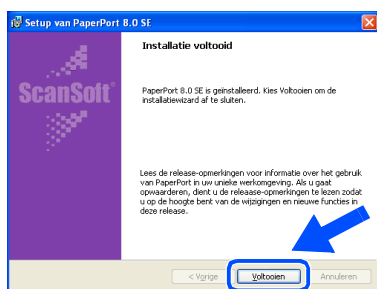 Setup van PaperPort 8.0 SE
ScanSoft®
Installatie voltooid
PaperPort 8.0 SE is geïnstalleerd. Kies Voltooien om de
installatiewizard af te sluiten.
Lees de release-opmerkingen voor informatie over het gebruik
van PaperPort in uw unieke werkomgeving. Als u gaat
opwaarderen, dient u de releaase-opmerkingen te lezen zodat
u op de hoogte bent van de wijzigingen en nieuwe functies in
deze release.
< Vorige
Voltooien
Annuleren